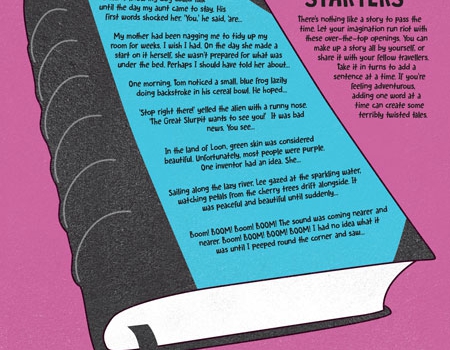 until the day my aunt came to stay. His
first words shocked her. 'You,' he said, 'are...
My mother had been nagging me to tidy up my
room for weeks. I wish I had. On the day she made a
start on it herself, she wasn't prepared for what was
under the bed. Perhaps I should have told her about...
One morning, Tom noticed a small, blue frog lazily
doing backstroke in his cereal bowl. He hoped...
'Stop right there!' yelled the alien with a runny nose.
'The Great Slurpit wants to see you!' It was bad
news. You see...
In the land of Loon, green skin was considered
beautiful. Unfortunately, most people were purple.
One inventor had an idea. She...
Sailing along the lazy river, Lee gazed at the sparkling water,
watching petals from the cherry trees drift alongside. It
was peaceful and beautiful until suddenly...
Boom! BOOM! Boom! BOOM! The sound was coming nearer and
nearer. Boom! BOOM! BOOM! BOOM! I had no idea what it
was until I peeped round the corner and saw...
STARTERS
There's nothing like a story to pass the
time. Let your imagination run riot with
these over-the-top openings. You can
make up a story all by yourself, or
share it with your fellow travellers.
Take it in turns to add a
sentence at a time. If you're
feeling adventurous,
adding one word at a
time can create some
terribly twisted tales.